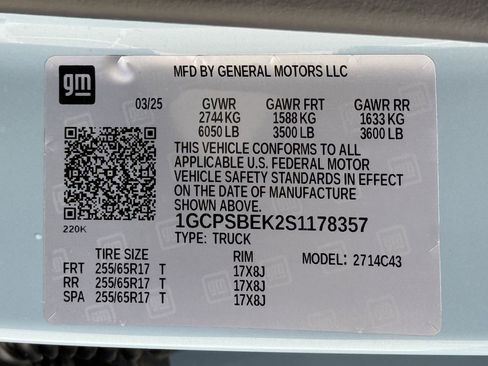 gm
MFD BY GENERAL MOTORS LLC
03/25 GVWR GAWR FRT GAWR RR
2744 KG 1588 KG 1633 KG
6050 LB 3500 LB 3600 LB
THIS VEHICLE CONFORMS TO ALL
APPLICABLE U.S. FEDERAL MOTOR
VEHICLE SAFETY STANDARDS IN EFFECT
ON THE DATE OF MANUFACTURE
SHOWN ABOVE.
220K
1GCPSBEK2S1178357
TYPE: TRUCK
TIRE SIZE RIM MODEL: 2714C43
FRT 255/65R17 T 17X8J
RR 255/65R17 T 17X8J
SPA 255/65R17 T 17X8J